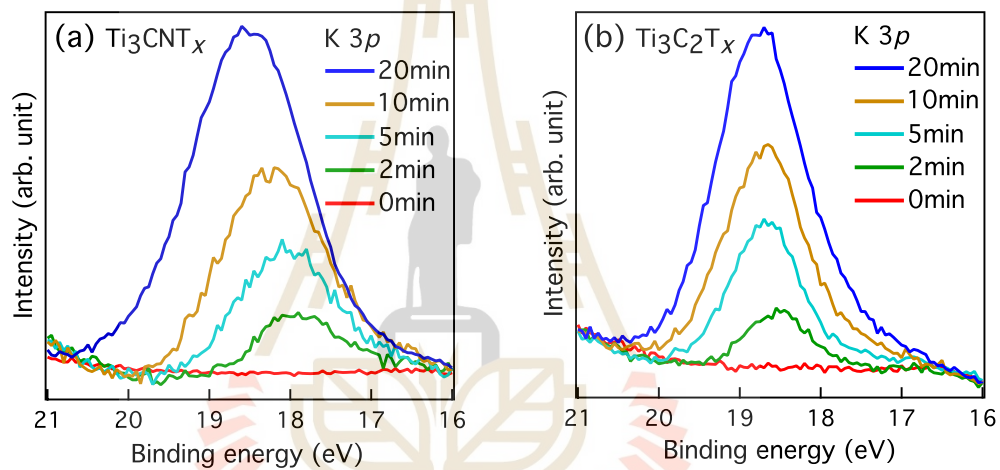 (a) Ti3CNTx
K 3p
20min
10min
5min
2min
0min
Intensity (arb. unit)
21 20 19 18 17 16
Binding energy (eV)
(b) Ti3C2Tx
K 3p
20min
10min
5min
2min
0min
Intensity (arb. unit)
21 20 19 18 17 16
Binding energy (eV)